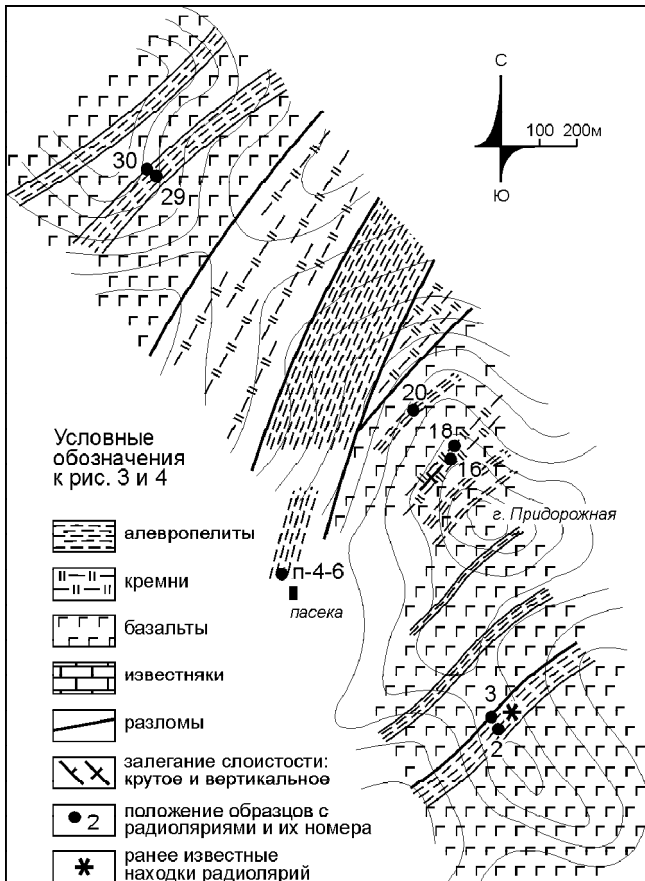 С
100 200м
Ю
30
29
20
18
16
г. Придорожная
п-4-6
пасека
3
2
Условные
обозначения
к рис. 3 и 4
алевропелиты
кремни
базальты
известняки
разломы
залегание слоистости:
крутое и вертикальное
2 положение образцов с
радиоляриями и их номера
ранее известные
находки радиолярий